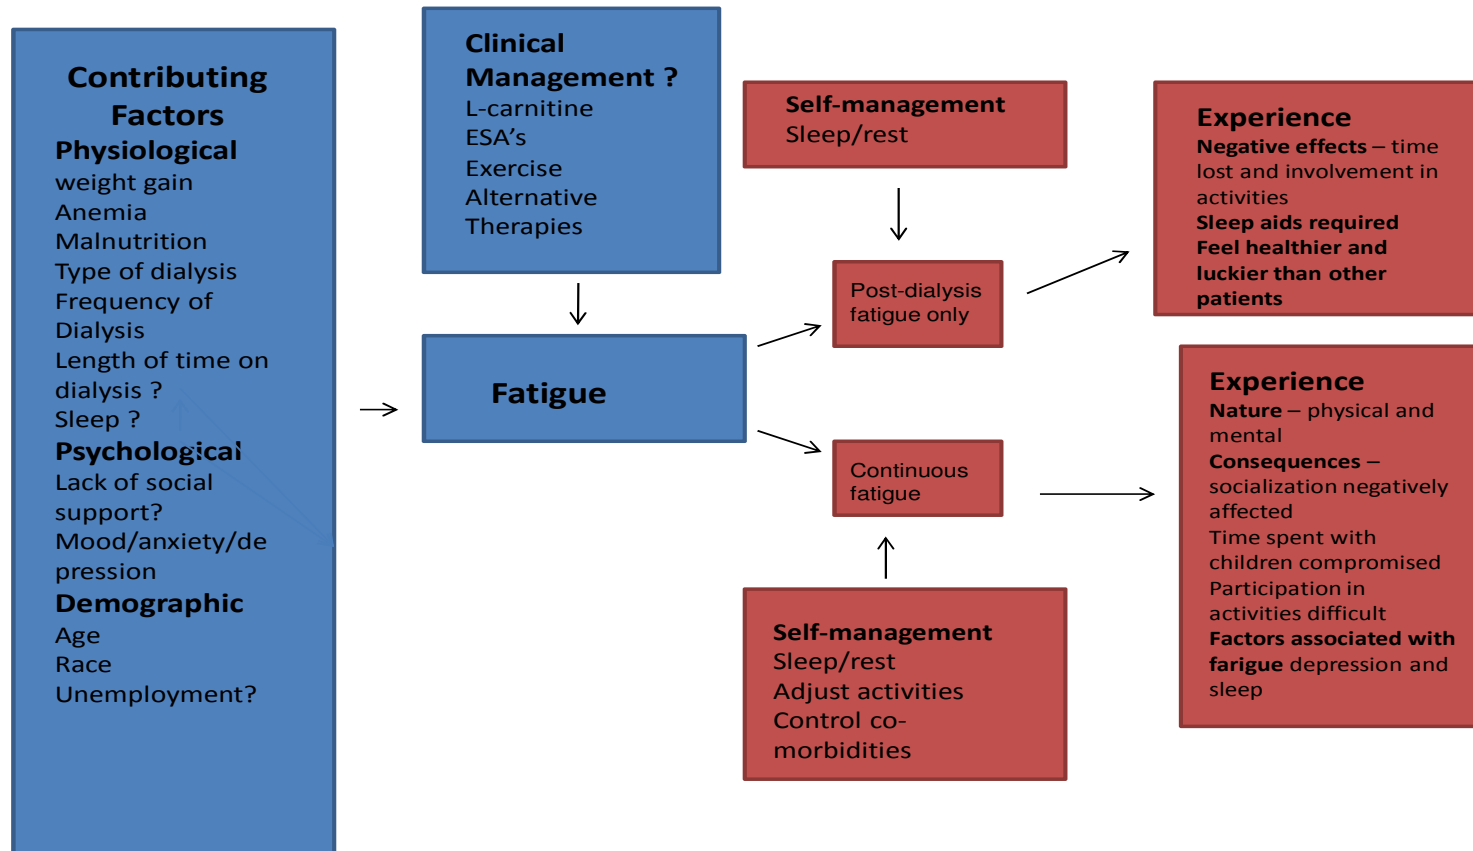 Contributing
Factors
Physiological
weight gain
Anemia
Malnutrition
Type of dialysis
Frequency of
Dialysis
Length of time on
dialysis ?
Sleep ?
Psychological
Lack of social
support?
Mood/anxiety/de
pression
Demographic
Age
Race
Unemployment?
Clinical
Management ?
L-carnitine
ESA’s
Exercise
Alternative
Therapies
Fatigue
Self-management
Sleep/rest
Post-dialysis
fatigue only
Continuous
fatigue
Self-management
Sleep/rest
Adjust activities
Control co-
morbidities
Experience
Negative effects – time
lost and involvement in
activities
Sleep aids required
Feel healthier and
luckier than other
patients
Experience
Nature – physical and
mental
Consequences –
socialization negatively
affected
Time spent with
children compromised
Participation in
activities difficult
Factors associated with
farigue depression and
sleep